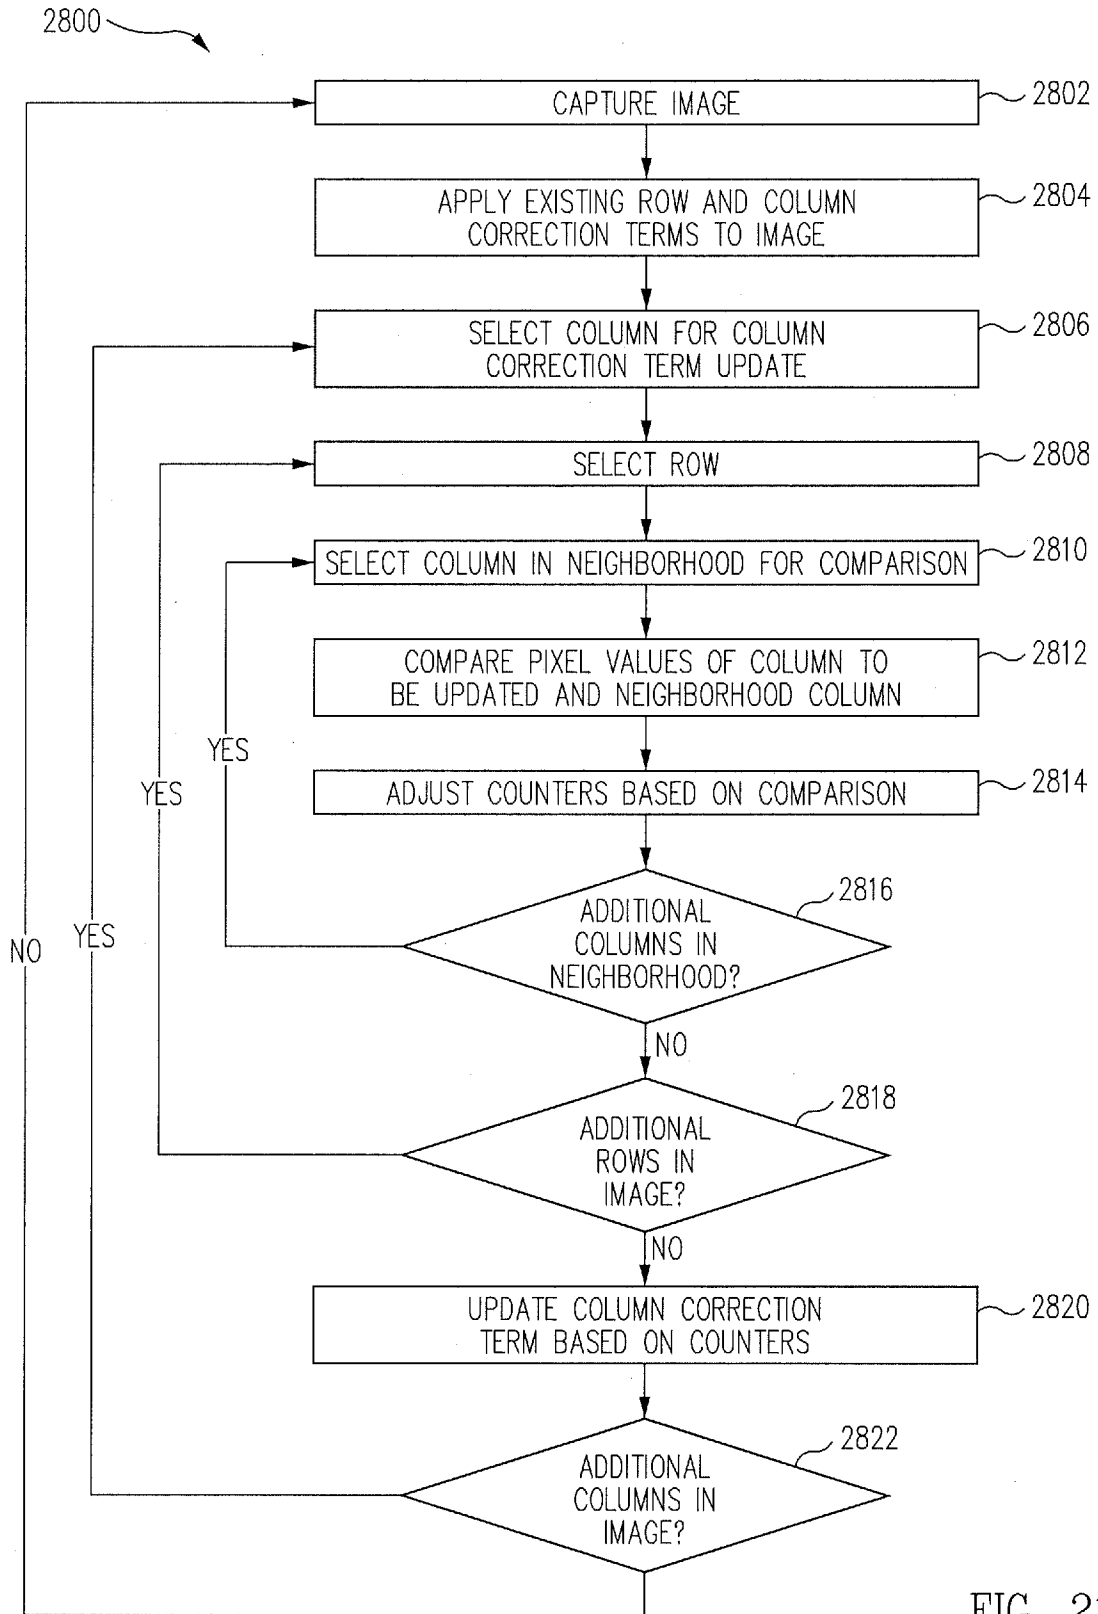 2800
CAPTURE IMAGE
2802
APPLY EXISTING ROW AND COLUMN
CORRECTION TERMS TO IMAGE
2804
SELECT COLUMN FOR COLUMN
CORRECTION TERM UPDATE
2806
SELECT ROW
2808
SELECT COLUMN IN NEIGHBORHOOD FOR COMPARISON
2810
COMPARE PIXEL VALUES OF COLUMN TO
BE UPDATED AND NEIGHBORHOOD COLUMN
2812
YES
YES
ADJUST COUNTERS BASED ON COMPARISON
2814
ADDITIONAL
COLUMNS IN
NEIGHBORHOOD?
2816
NO
YES
NO
ADDITIONAL
ROWS IN
IMAGE?
2818
NO
UPDATE COLUMN CORRECTION
TERM BASED ON COUNTERS
2820
ADDITIONAL
COLUMNS IN
IMAGE?
2822
FIG.